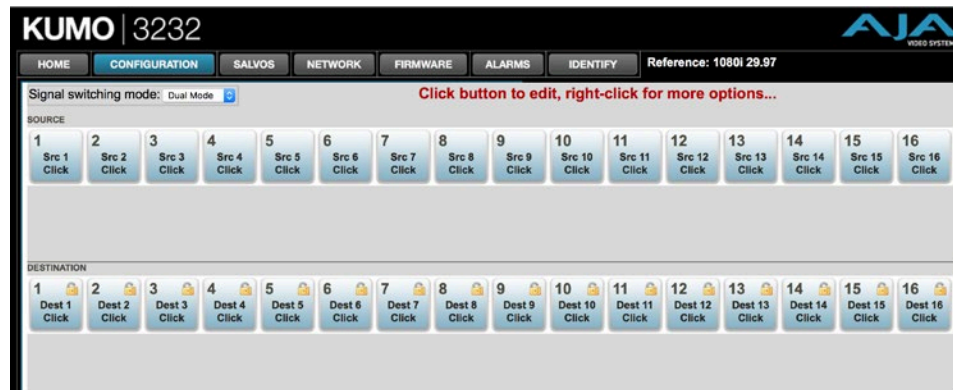 KUMO | 3232
AJA
VIDEO SYSTEM
HOME CONFIGURATION SALVOS NETWORK FIRMWARE ALARMS IDENTIFY Reference: 1080i 29.97
Signal switching mode: Dual Mode Click button to edit, right-click for more options...
SOURCE
1 2 3 4 5 6 7 8 9 10 11 12 13 14 15 16
Src 1 Src 2 Src 3 Src 4 Src 5 Src 6 Src 7 Src 8 Src 9 Src 10 Src 11 Src 12 Src 13 Src 14 Src 15 Src 16
Click Click Click Click Click Click Click Click Click Click Click Click Click Click Click Click
DESTINATION
1 2 3 4 5 6 7 8 9 10 11 12 13 14 15 16
Dest 1 Dest 2 Dest 3 Dest 4 Dest 5 Dest 6 Dest 7 Dest 8 Dest 9 Dest 10 Dest 11 Dest 12 Dest 13 Dest 14 Dest 15 Dest 16
Click Click Click Click Click Click Click Click Click Click Click Click Click Click Click Click